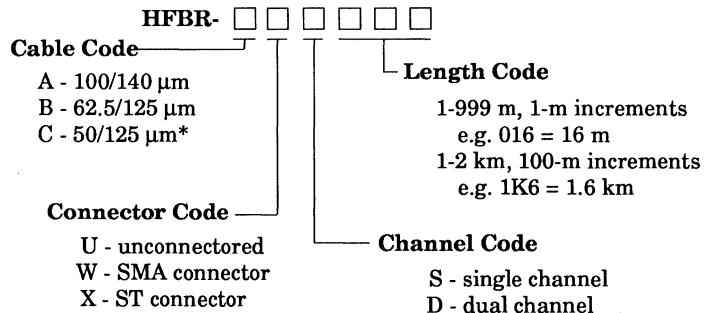 HFBR- □ □ □ □ □ □
Cable Code
A - 100/140 μm
B - 62.5/125 μm
C - 50/125 μm*
Length Code
1-999 m, 1-m increments
e.g. 016 = 16 m
1-2 km, 100-m increments
e.g. 1K6 = 1.6 km
Connector Code
U - unconnectored
W - SMA connector
X - ST connector
Channel Code
S - single channel
D - dual channel